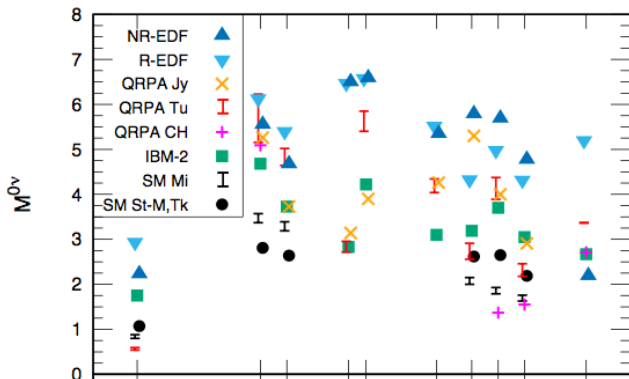 8
7
6
5
4
3
2
1
0
M⁰ᵛ
NR-EDF
R-EDF
QRPA Jy
QRPA Tu
QRPA CH
IBM-2
SM Mi
SM St-M,Tk